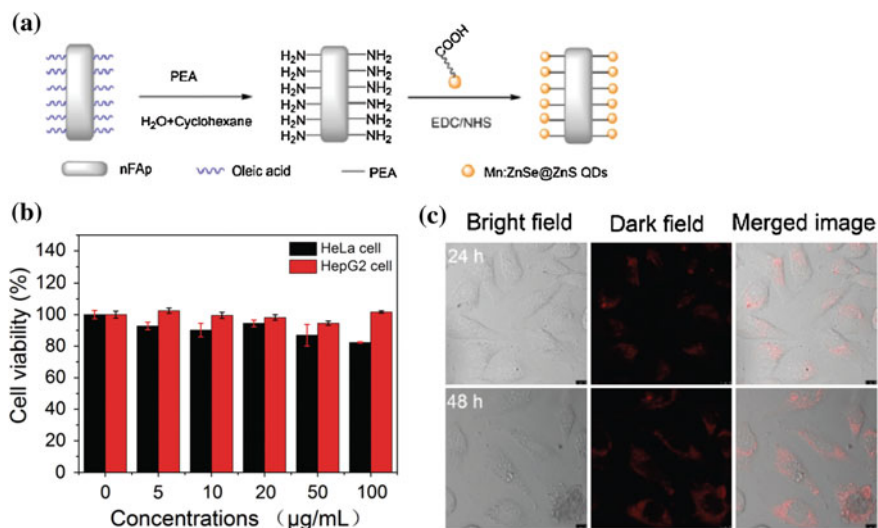 (a)
H₂N NH₂
H₂N NH₂
H₂N NH₂
H₂N NH₂
H₂N NH₂
H₂N NH₂
PEA
H₂O+Cyclohexane
COOH
EDC/NHS
nFAp Oleic acid PEA Mn:ZnSe@ZnS QDs
(b)
Cell viability (%)
140
120
100
80
60
40
20
0
HeLa cell
HepG2 cell
0 5 10 20 50 100
Concentrations （μg/mL）
(c)
Bright field Dark field Merged image
24 h
48 h